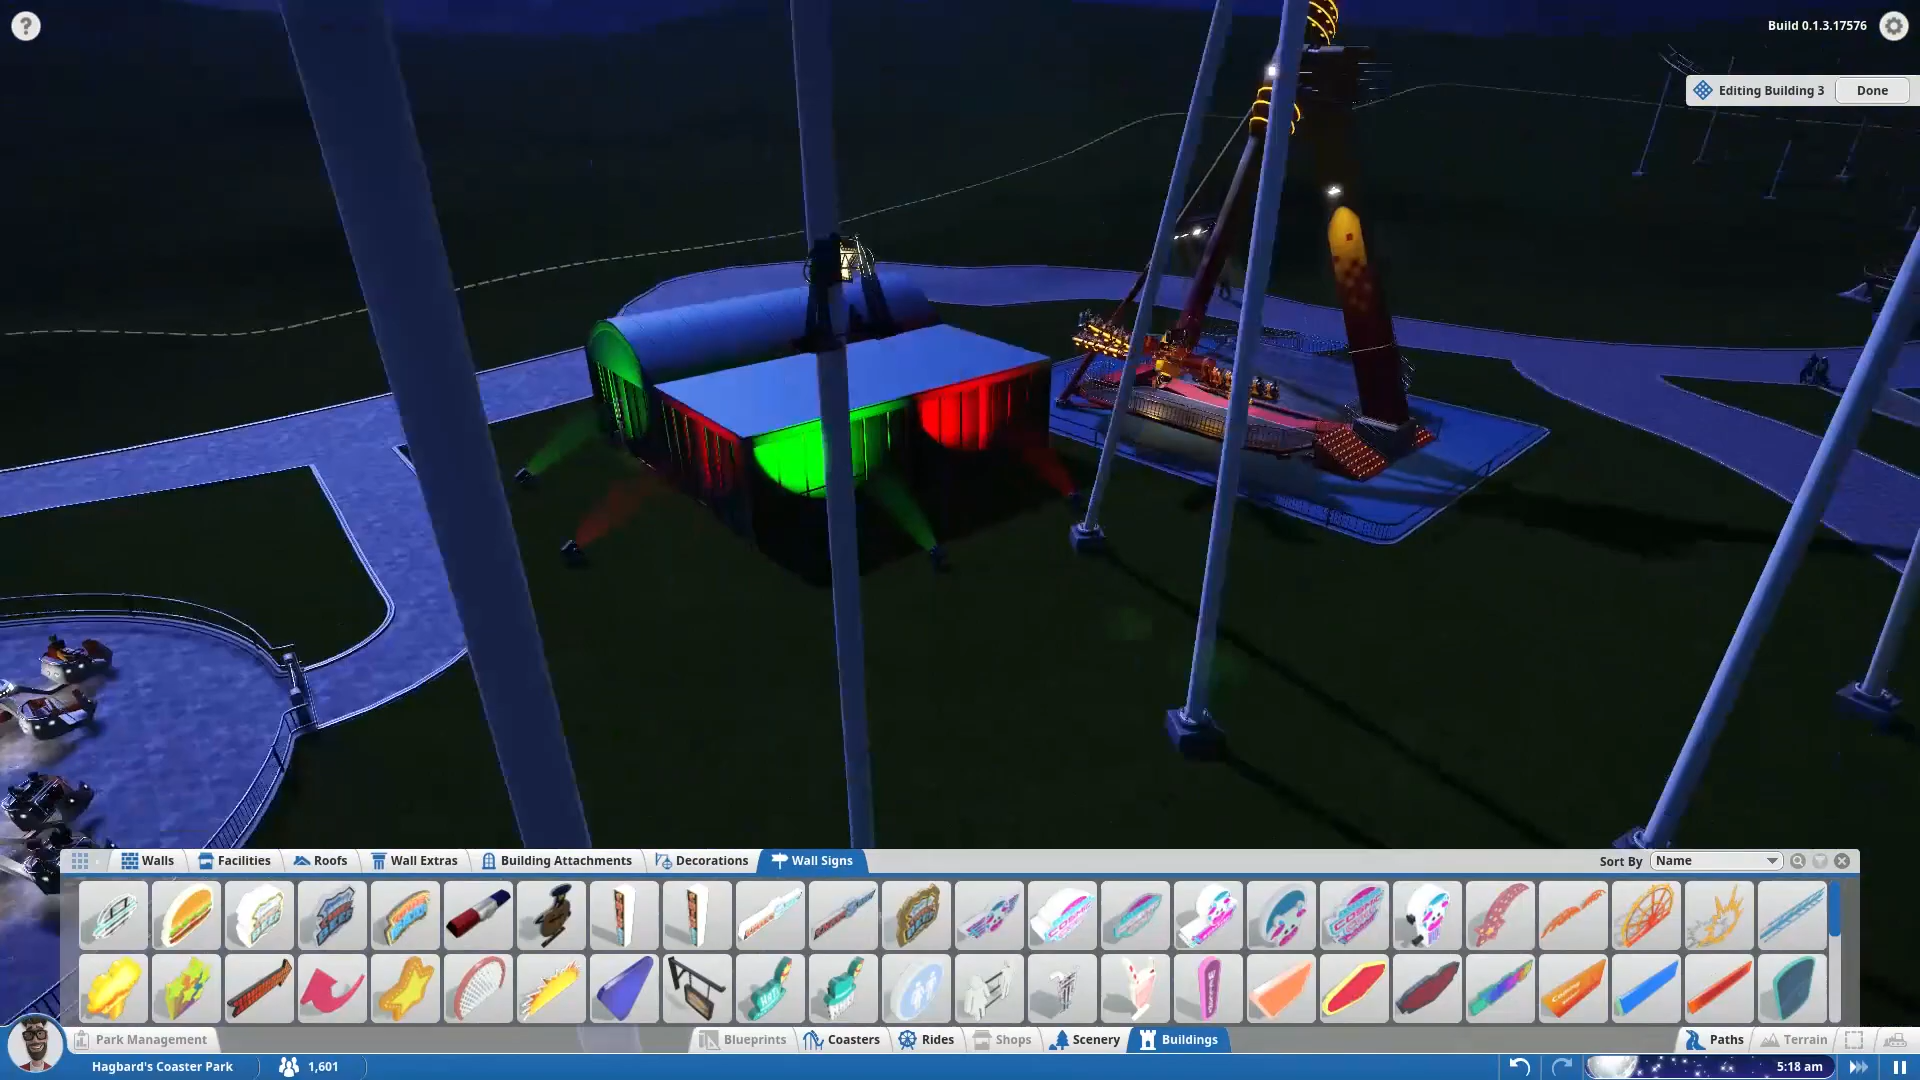 ?
Build 0.1.3.17576
Editing Building 3 Done
Walls Facilities Roofs Wall Extras Building Attachments Decorations Wall Signs Sort By Name
Park Management Blueprints Coasters Rides Shops Scenery Buildings Paths Terrain
Hagbard's Coaster Park 1,601 5:18 am